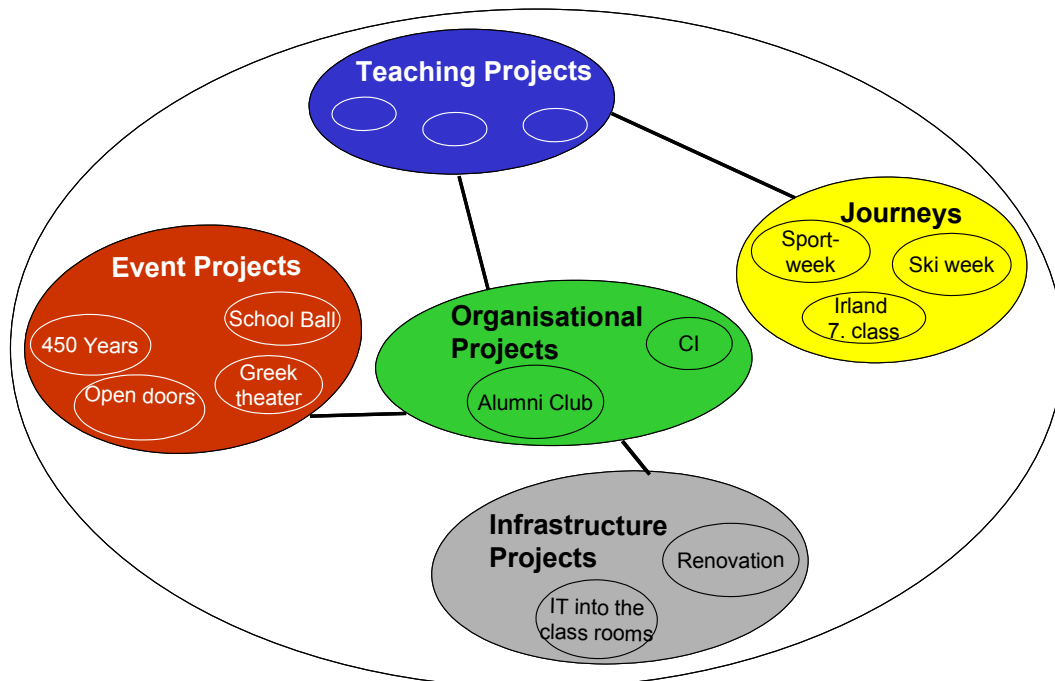 Teaching Projects
Journeys
Sport-
week
Ski week
Irland
7. class
Event Projects
School Ball
450 Years
Greek
theater
Open doors
Organisational
Projects
CI
Alumni Club
Infrastructure
Projects
Renovation
IT into the
class rooms